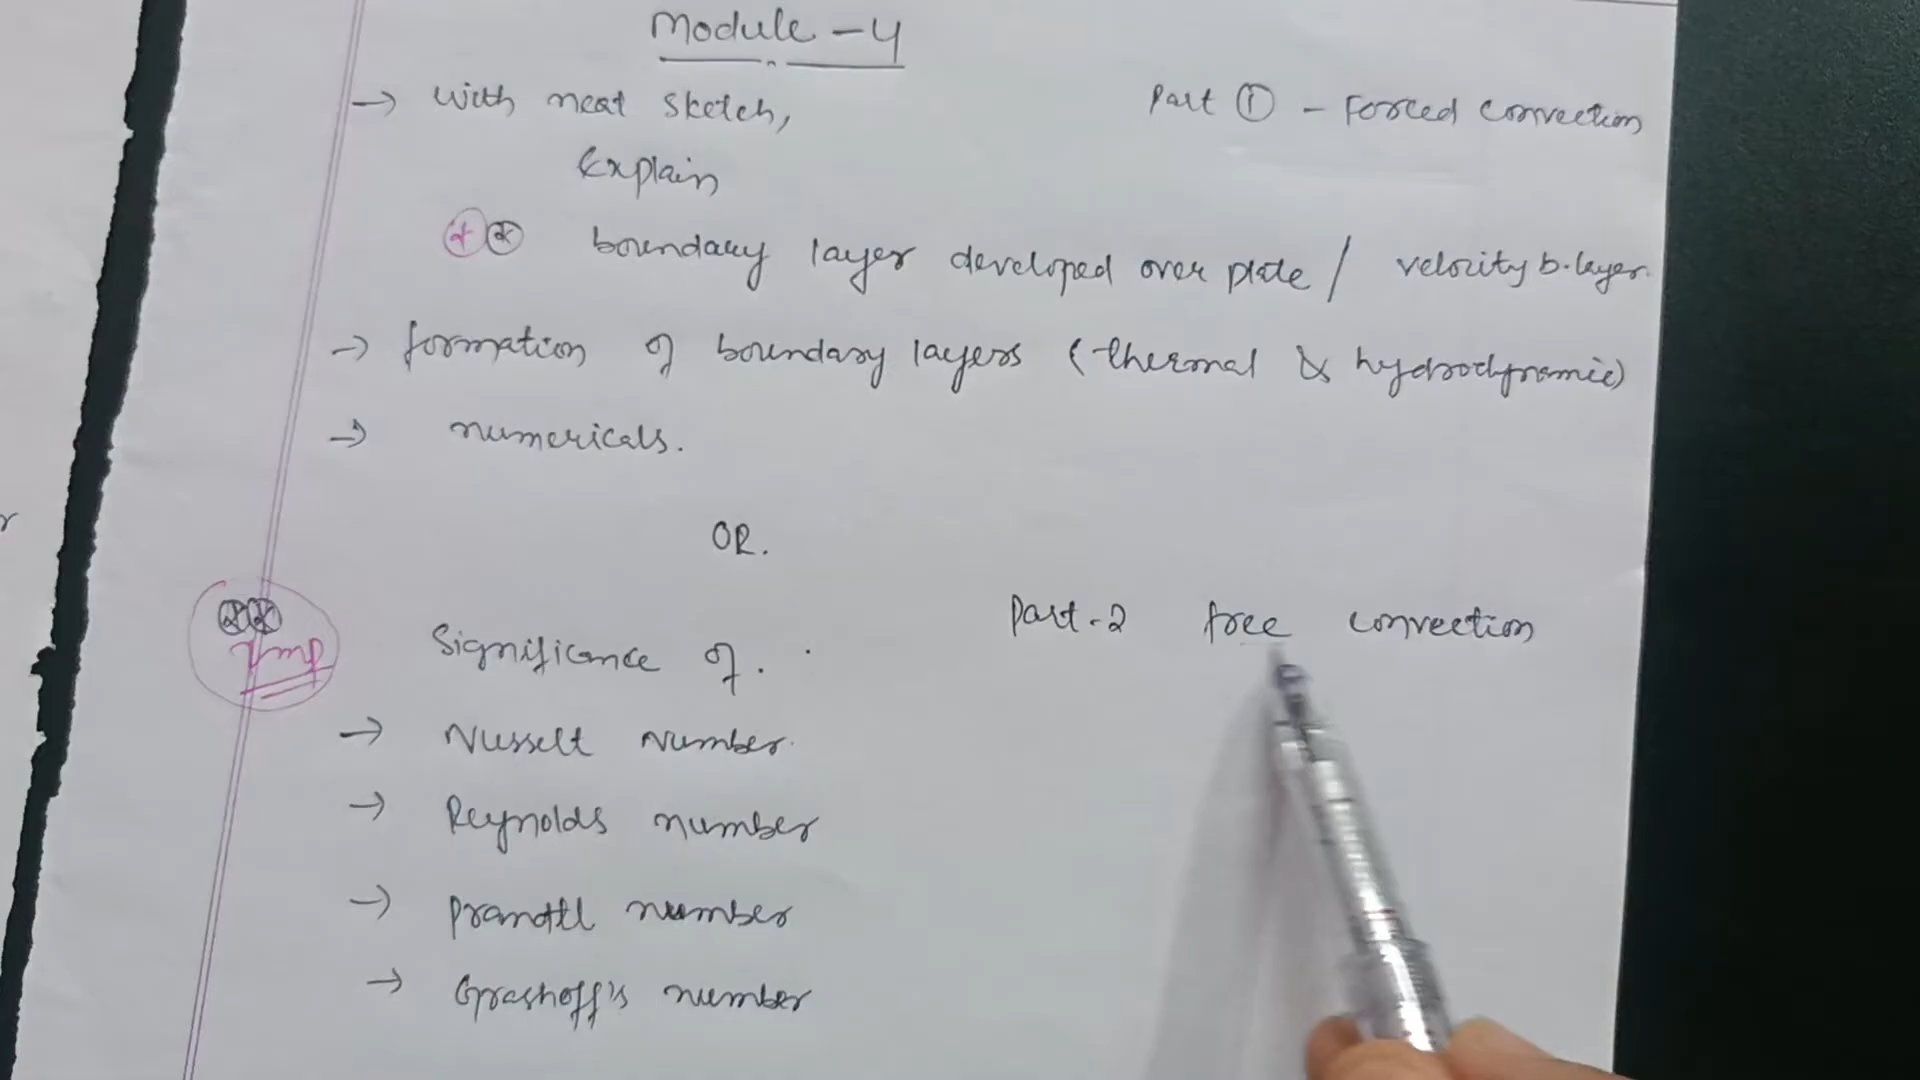 Module - 4
→ with neat sketch,
Part ① - Forced convection
Explain
boundary layer developed over plate / velocity b.layer.
→ formation of boundary layers (thermal & hydrodynamic)
→ numericals.
OR.
Part-2 free convection
Imp
Significance of.
→ Nusselt Number.
→ Reynolds number
→ Prandtl number
→ Grashoff's number